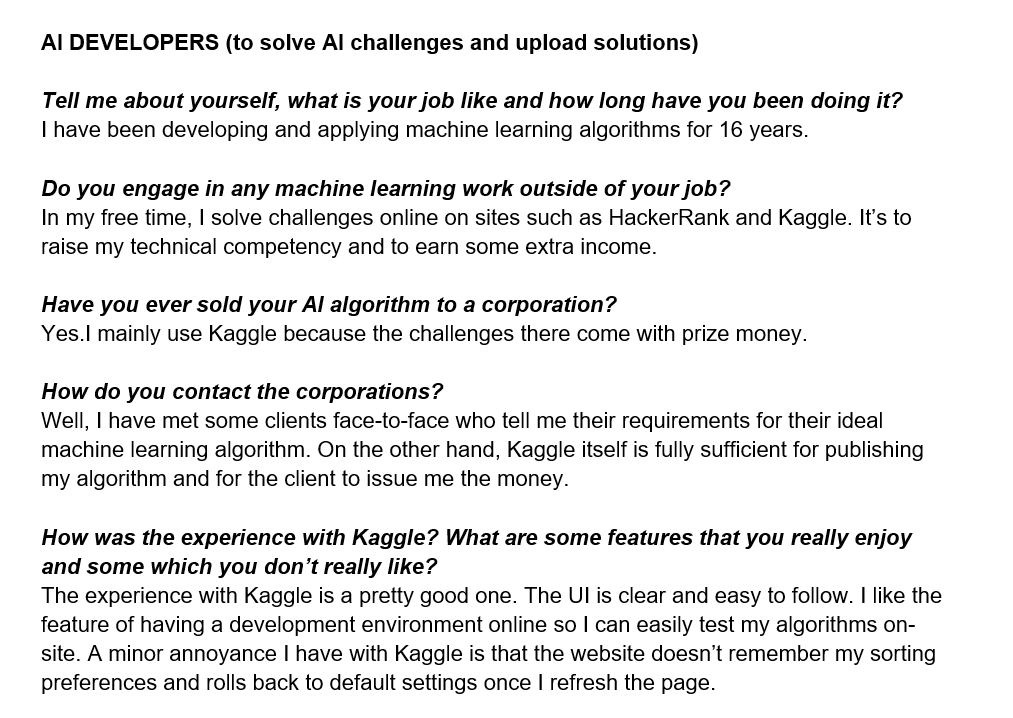 AI DEVELOPERS (to solve AI challenges and upload solutions)
Tell me about yourself, what is your job like and how long have you been doing it?
I have been developing and applying machine learning algorithms for 16 years.
Do you engage in any machine learning work outside of your job?
In my free time, I solve challenges online on sites such as HackerRank and Kaggle. It’s to
raise my technical competency and to earn some extra income.
Have you ever sold your AI algorithm to a corporation?
Yes.I mainly use Kaggle because the challenges there come with prize money.
How do you contact the corporations?
Well, I have met some clients face-to-face who tell me their requirements for their ideal
machine learning algorithm. On the other hand, Kaggle itself is fully sufficient for publishing
my algorithm and for the client to issue me the money.
How was the experience with Kaggle? What are some features that you really enjoy
and some which you don’t really like?
The experience with Kaggle is a pretty good one. The UI is clear and easy to follow. I like the
feature of having a development environment online so I can easily test my algorithms on-
site. A minor annoyance I have with Kaggle is that the website doesn’t remember my sorting
preferences and rolls back to default settings once I refresh the page.